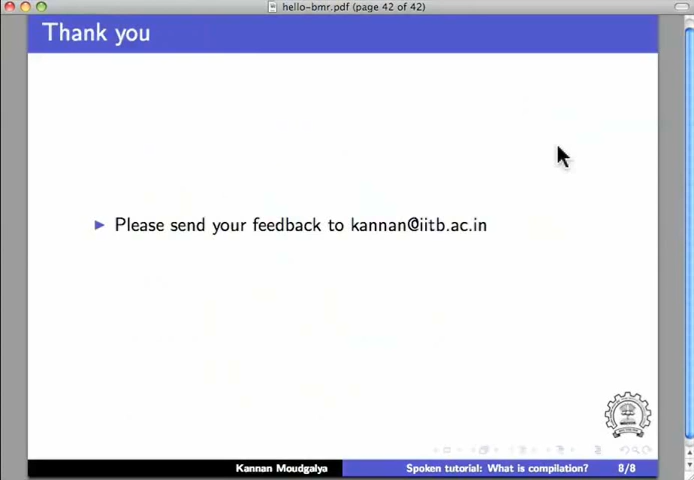 hello-bmr.pdf (page 42 of 42)
Thank you
Please send your feedback to kannan@iitb.ac.in
Kannan Moudgalya Spoken tutorial: What is compilation? 8/8